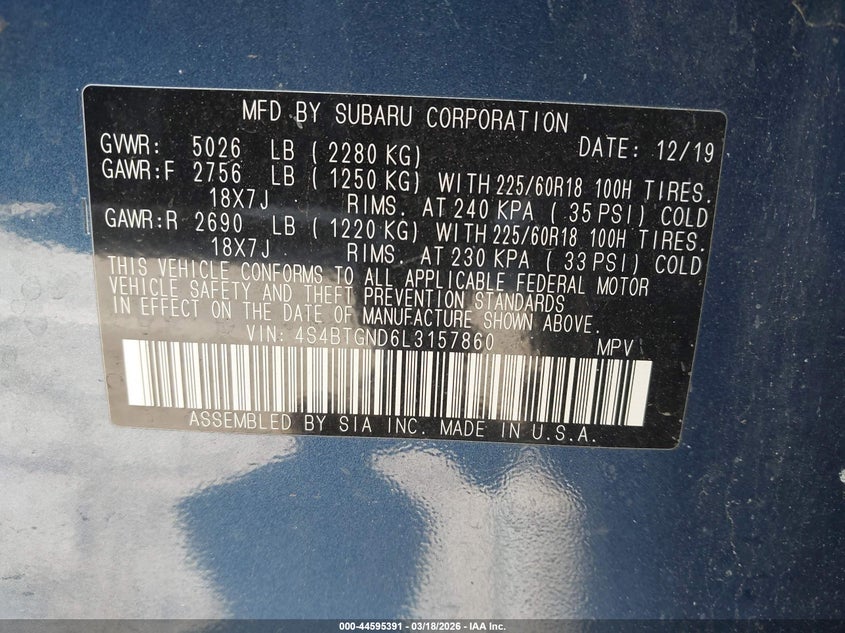 MFD BY SUBARU CORPORATION
DATE: 12/19
GVWR: 5026 LB ( 2280 KG)
GAWR:F 2756 LB ( 1250 KG) WITH 225/60R18 100H TIRES.
18X7J RIMS. AT 240 KPA ( 35 PSI) COLD
GAWR:R 2690 LB ( 1220 KG) WITH 225/60R18 100H TIRES.
18X7J RIMS. AT 230 KPA ( 33 PSI) COLD
THIS VEHICLE CONFORMS TO ALL APPLICABLE FEDERAL MOTOR
VEHICLE SAFETY AND THEFT PREVENTION STANDARDS
IN EFFECT ON THE DATE OF MANUFACTURE SHOWN ABOVE.
VIN: 4S4BTGND6L3157860 MPV
ASSEMBLED BY SIA INC. MADE IN U.S.A.
000-44595391 — 03/18/2026 — IAA Inc.